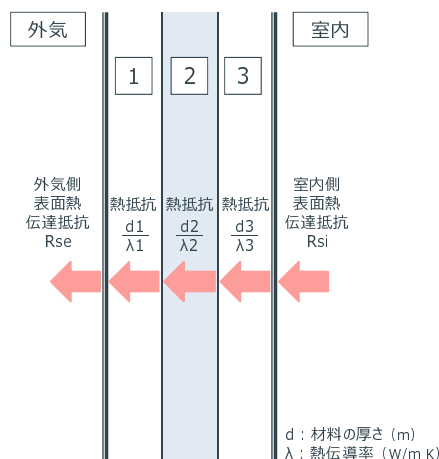 外気
室内
1
2
3
外気側
表面熱
伝達抵抗
Rse
熱抵抗
d1
λ1
熱抵抗
d2
λ2
熱抵抗
d3
λ3
室内側
表面熱
伝達抵抗
Rsi
d：材料の厚さ（m）
λ：熱伝導率（W/m K）